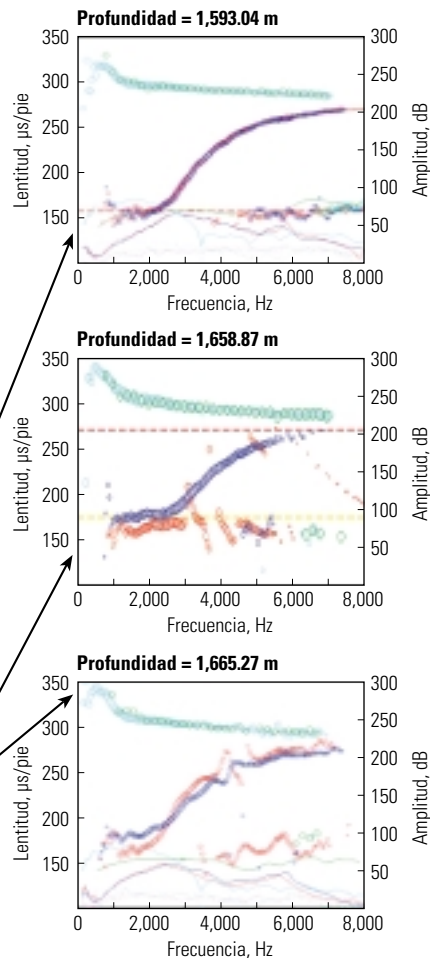 Profundidad = 1,593.04 m
350
300
250
200
150
Lentitud, µs/pie
300
250
200
150
100
50
Amplitud, dB
0 2,000 4,000 6,000 8,000
Frecuencia, Hz
Profundidad = 1,658.87 m
350
300
250
200
150
Lentitud, µs/pie
300
250
200
150
100
50
Amplitud, dB
0 2,000 4,000 6,000 8,000
Frecuencia, Hz
Profundidad = 1,665.27 m
350
300
250
200
150
Lentitud, µs/pie
300
250
200
150
100
50
Amplitud, dB
0 2,000 4,000 6,000 8,000
Frecuencia, Hz